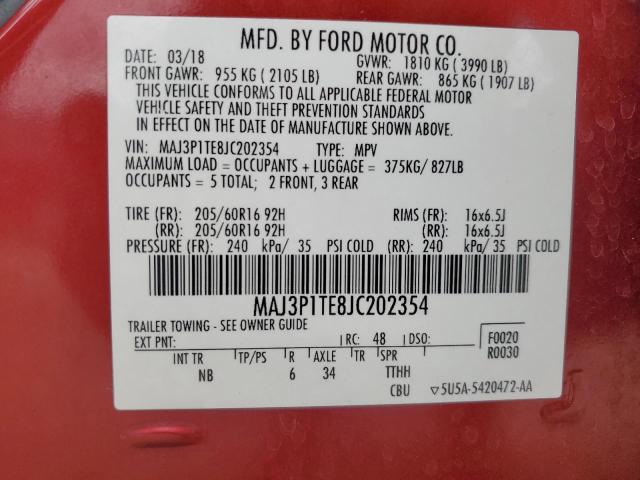 MFD. BY FORD MOTOR CO.
DATE: 03/18 GVWR: 1810 KG ( 3990 LB)
FRONT GAWR: 955 KG ( 2105 LB) REAR GAWR: 865 KG ( 1907 LB)
THIS VEHICLE CONFORMS TO ALL APPLICABLE FEDERAL MOTOR
VEHICLE SAFETY AND THEFT PREVENTION STANDARDS
IN EFFECT ON THE DATE OF MANUFACTURE SHOWN ABOVE.
VIN: MAJ3P1TE8JC202354 TYPE: MPV
MAXIMUM LOAD = OCCUPANTS + LUGGAGE = 375KG/ 827LB
OCCUPANTS = 5 TOTAL; 2 FRONT, 3 REAR
TIRE (FR): 205/60R16 92H RIMS (FR): 16x6.5J
(RR): 205/60R16 92H (RR): 16x6.5J
PRESSURE (FR): 240 kPa/ 35 PSI COLD (RR): 240 kPa/ 35 PSI COLD
MAJ3P1TE8JC202354
TRAILER TOWING - SEE OWNER GUIDE
EXT PNT: RC: 48 DSO: F0020
R0030
INT TR TP/PS R AXLE TR SPR
NB 6 34 TTHH
CBU ▽5U5A-5420472-AA